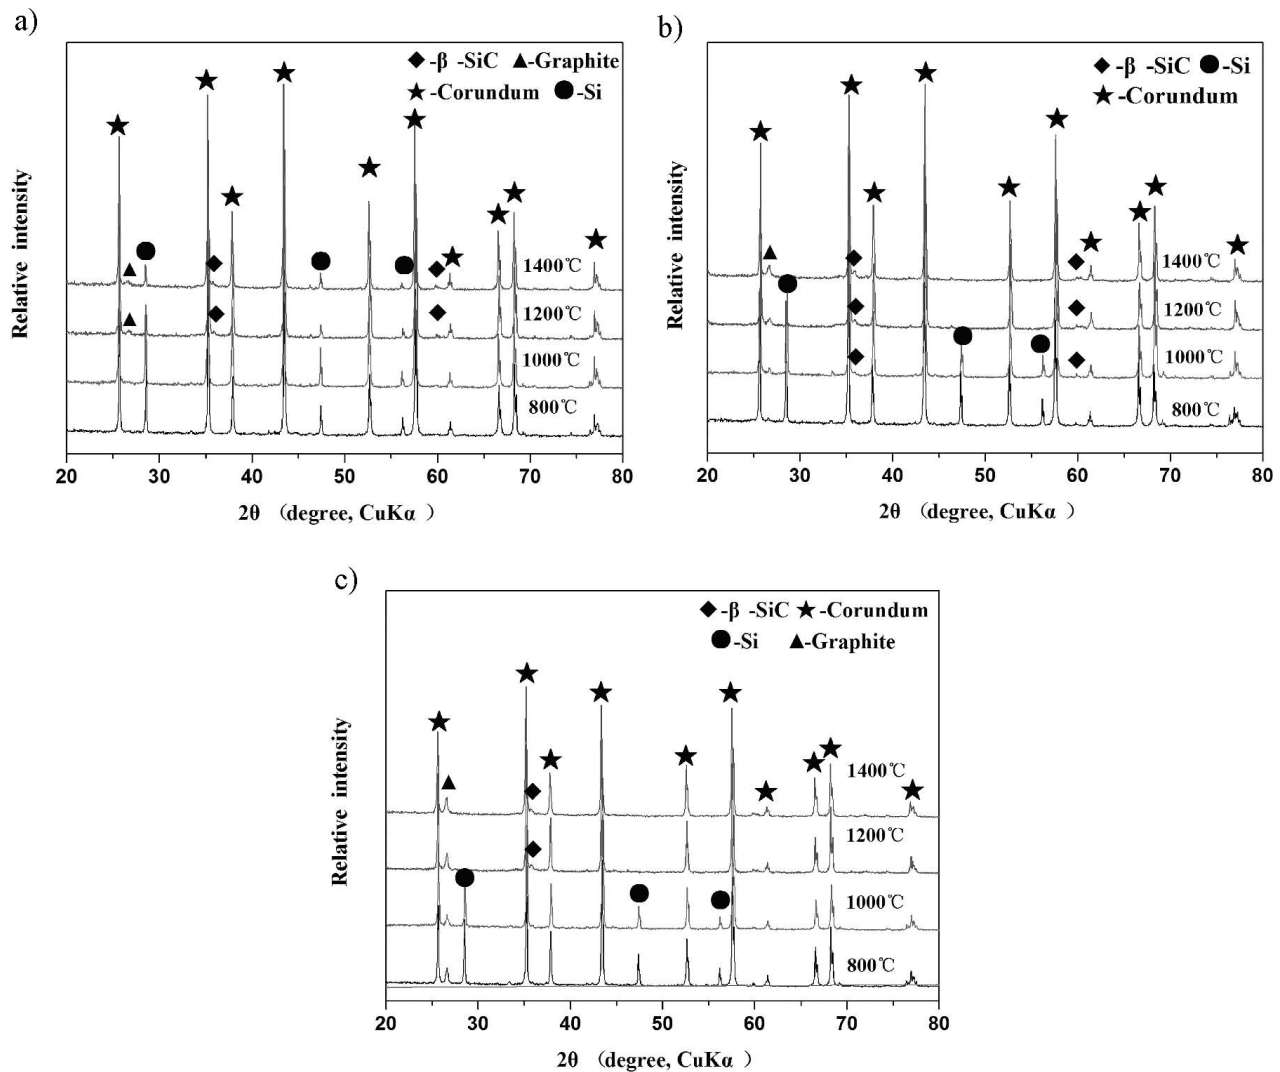 a)
◆-β -SiC ▲-Graphite
★-Corundum ●-Si
Relative intensity
1400℃
1200℃
1000℃
800℃
20 30 40 50 60 70 80
2θ （degree, CuKα ）
b)
◆-β -SiC ●-Si
★-Corundum
Relative intensity
1400℃
1200℃
1000℃
800℃
20 30 40 50 60 70 80
2θ （degree, CuKα ）
c)
◆-β -SiC ★-Corundum
●-Si ▲-Graphite
Relative intensity
1400℃
1200℃
1000℃
800℃
20 30 40 50 60 70 80
2θ （degree, CuKα ）